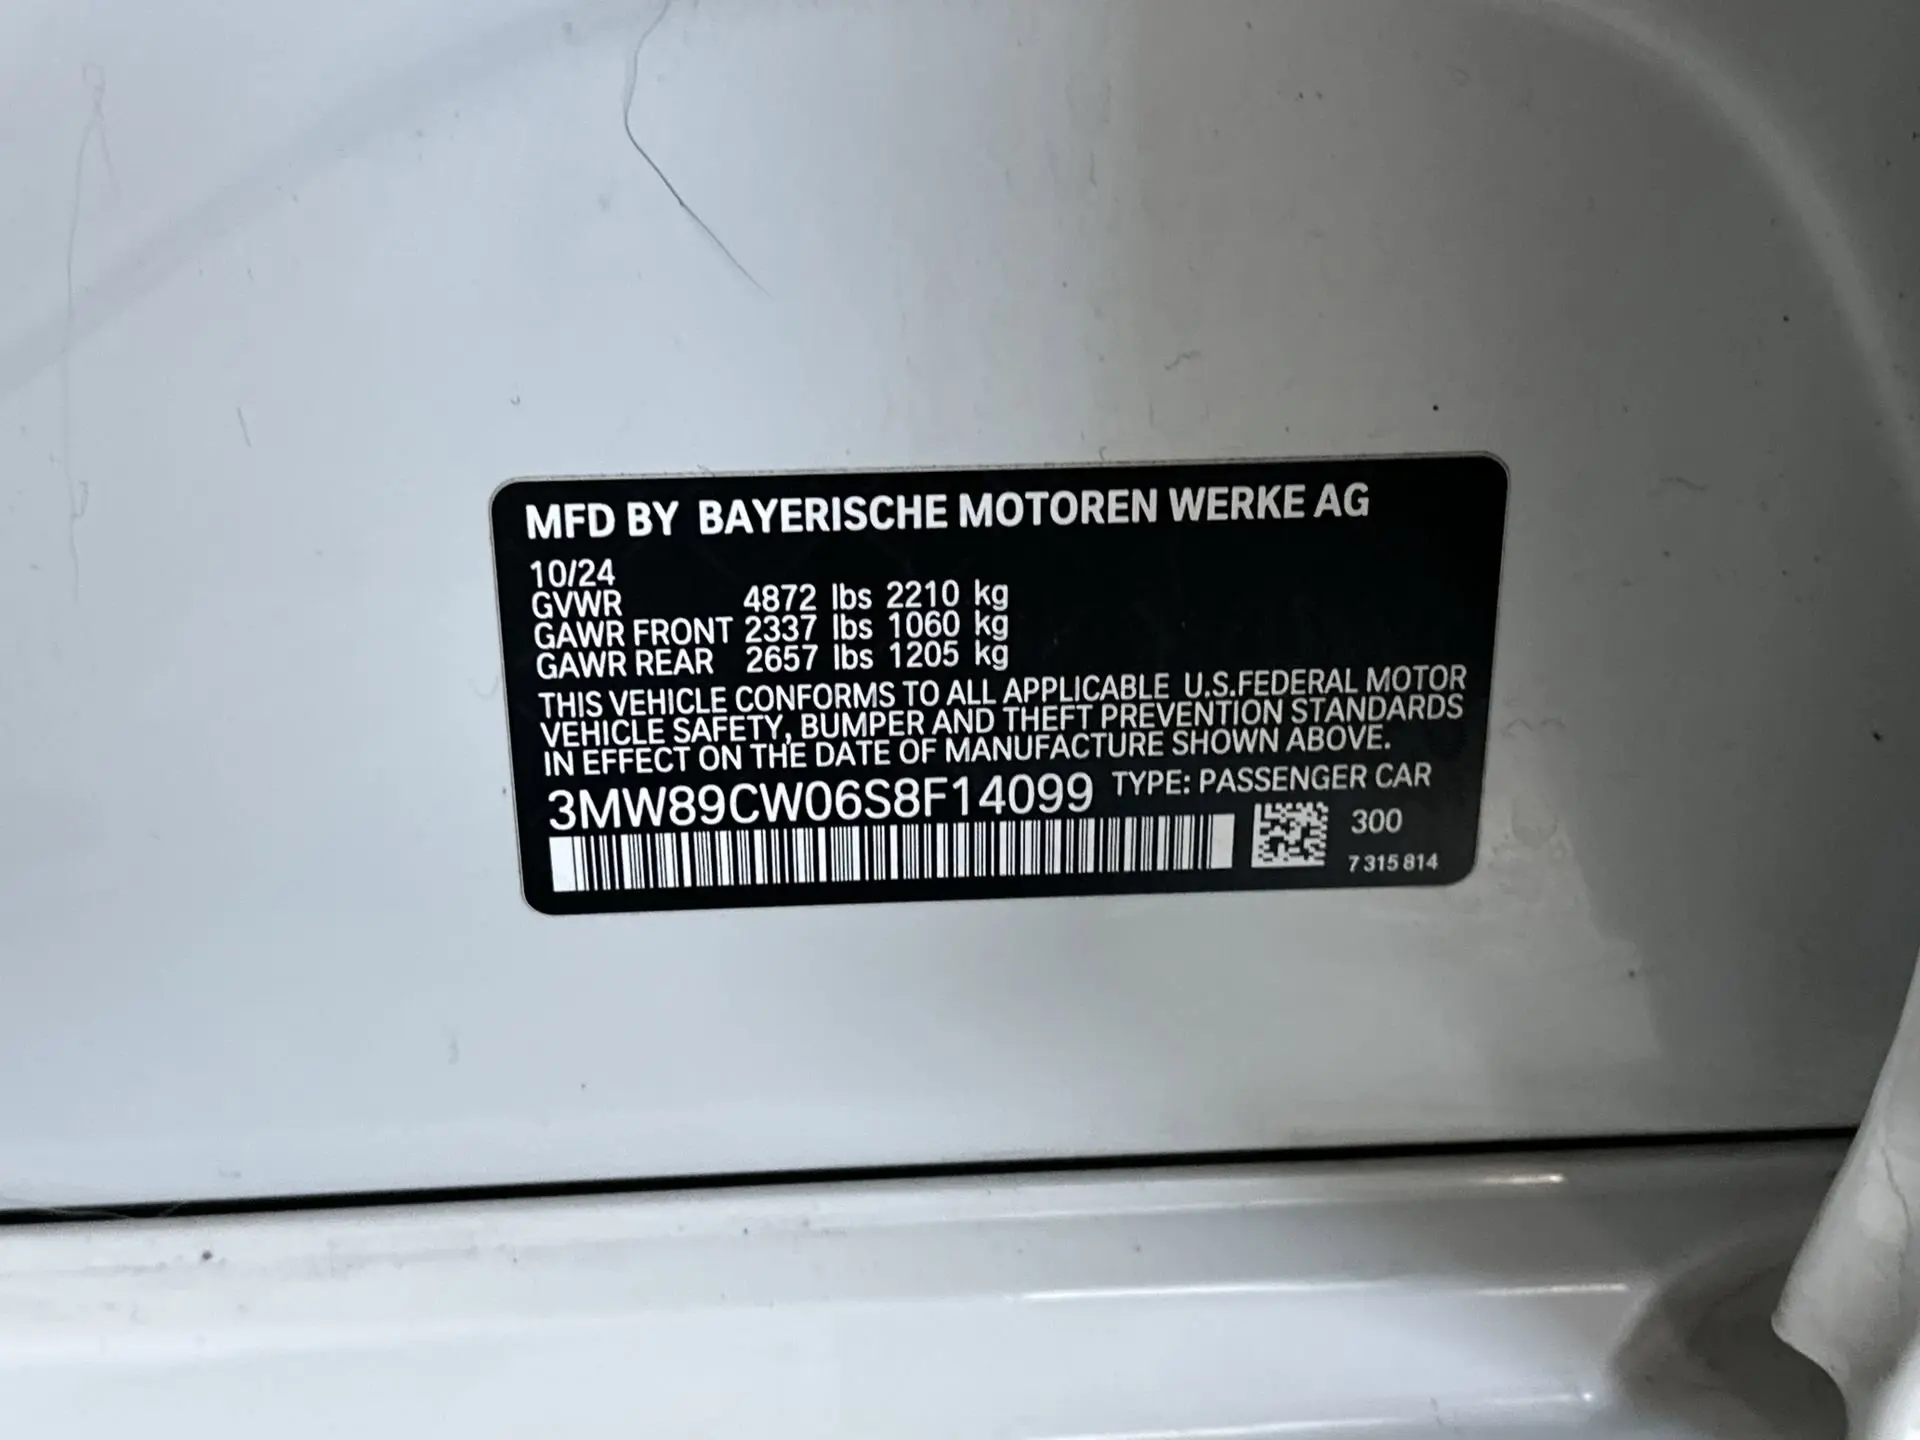 MFD BY BAYERISCHE MOTOREN WERKE AG
10/24
GVWR 4872 lbs 2210 kg
GAWR FRONT 2337 lbs 1060 kg
GAWR REAR 2657 lbs 1205 kg
THIS VEHICLE CONFORMS TO ALL APPLICABLE U.S.FEDERAL MOTOR
VEHICLE SAFETY, BUMPER AND THEFT PREVENTION STANDARDS
IN EFFECT ON THE DATE OF MANUFACTURE SHOWN ABOVE.
3MW89CW06S8F14099 TYPE: PASSENGER CAR
300
7 315 814